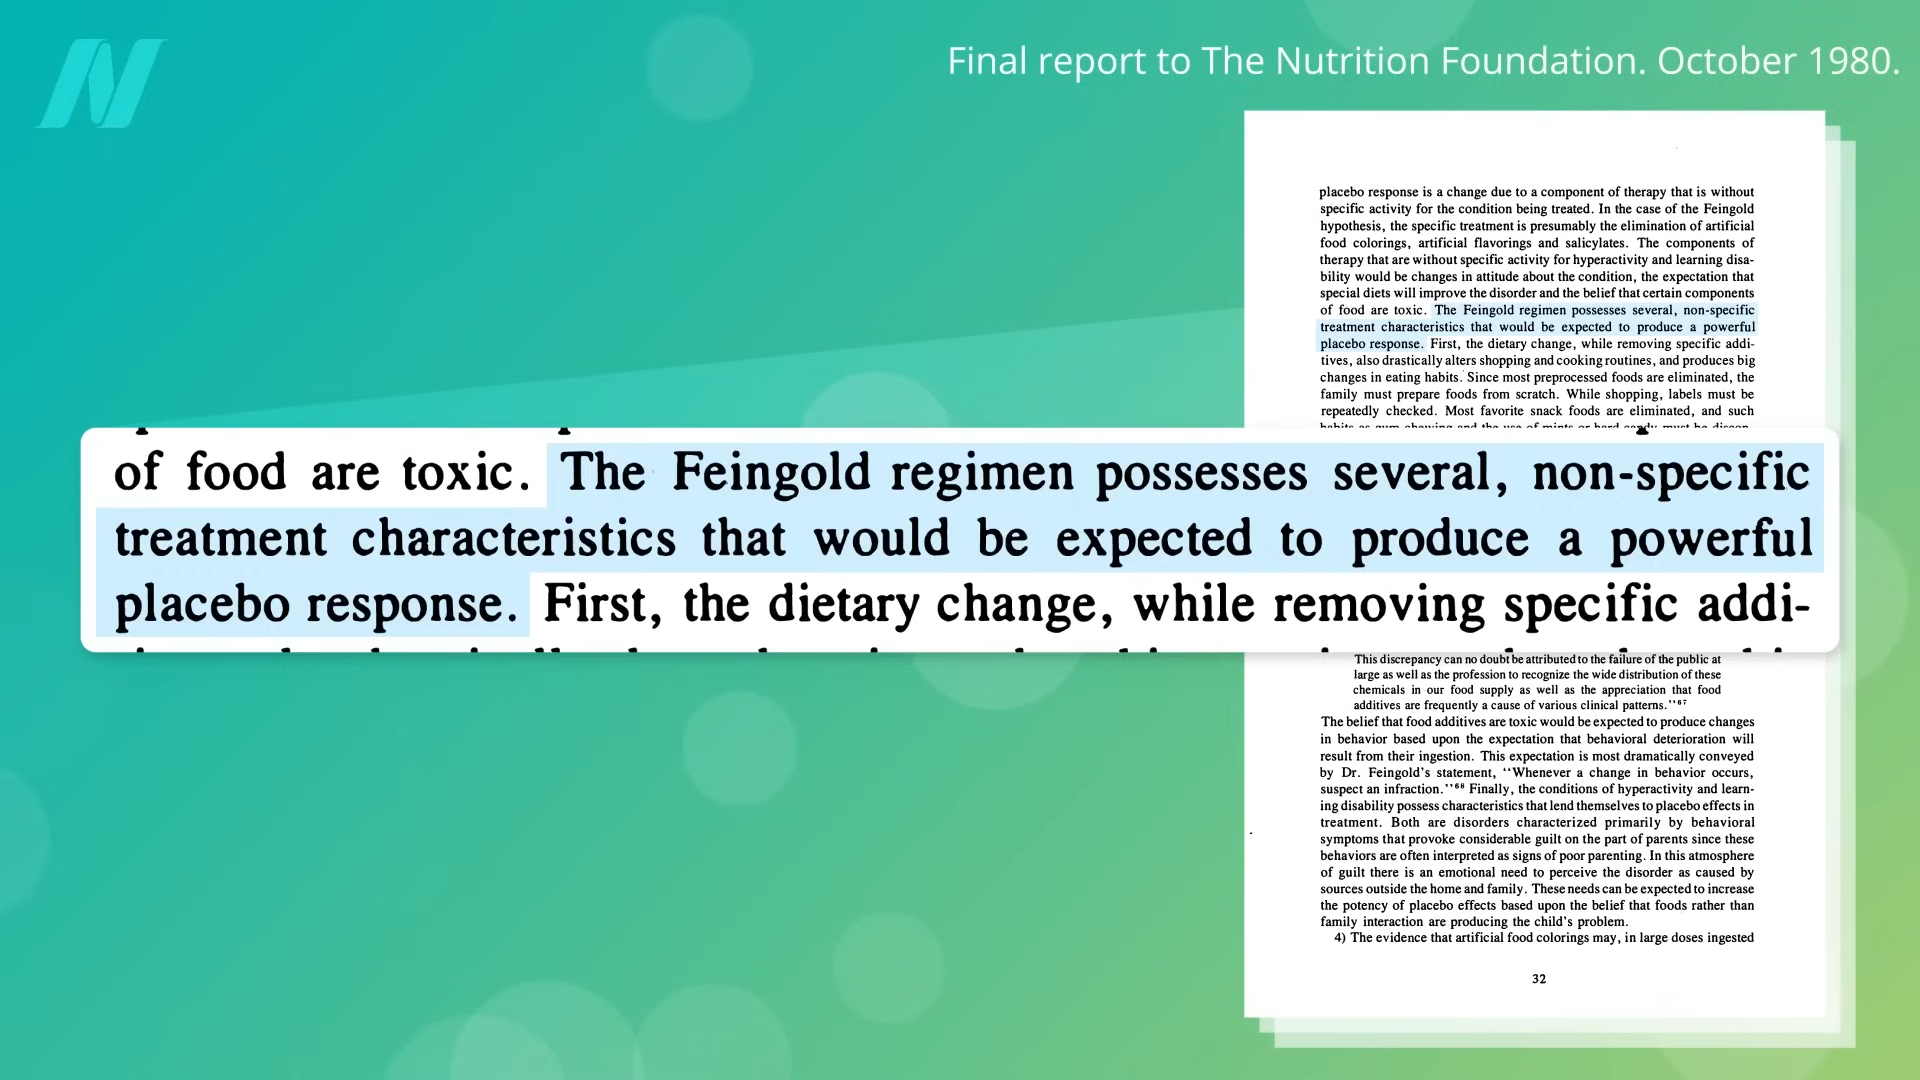 Final report to The Nutrition Foundation. October 1980.
placebo response is a change due to a component of therapy that is without
specific activity for the condition being treated. In the case of the Feingold
hypothesis, the specific treatment is presumably the elimination of artificial
food colorings, artificial flavorings and salicylates. The components of
therapy that are without specific activity for hyperactivity and learning disa-
bility would be changes in attitude about the condition, the expectation that
special diets will improve the disorder and the belief that certain components
of food are toxic. The Feingold regimen possesses several, non-specific
treatment characteristics that would be expected to produce a powerful
placebo response. First, the dietary change, while removing specific addi-
tives, also drastically alters shopping and cooking routines, and produces big
changes in eating habits. Since most preprocessed foods are eliminated, the
family must prepare foods from scratch. While shopping, labels must be
repeatedly checked. Most favorite snack foods are eliminated, and such
habits as gum chewing and the use of mints or hard candy must be discon-
of food are toxic. The Feingold regimen possesses several, non-specific
treatment characteristics that would be expected to produce a powerful
placebo response. First, the dietary change, while removing specific addi-
This discrepancy can no doubt be attributed to the failure of the public at
large as well as the profession to recognize the wide distribution of these
chemicals in our food supply as well as the appreciation that food
additives are frequently a cause of various clinical patterns.’’⁶⁷
The belief that food additives are toxic would be expected to produce changes
in behavior based upon the expectation that behavioral deterioration will
result from their ingestion. This expectation is most dramatically conveyed
by Dr. Feingold’s statement, ‘‘Whenever a change in behavior occurs,
suspect an infraction.’’⁶⁸ Finally, the conditions of hyperactivity and learn-
ing disability possess characteristics that lend themselves to placebo effects in
treatment. Both are disorders characterized primarily by behavioral
symptoms that provoke considerable guilt on the part of parents since these
behaviors are often interpreted as signs of poor parenting. In this atmosphere
of guilt there is an emotional need to perceive the disorder as caused by
sources outside the home and family. These needs can be expected to increase
the potency of placebo effects based upon the belief that foods rather than
family interaction are producing the child’s problem.
4) The evidence that artificial food colorings may, in large doses ingested
32